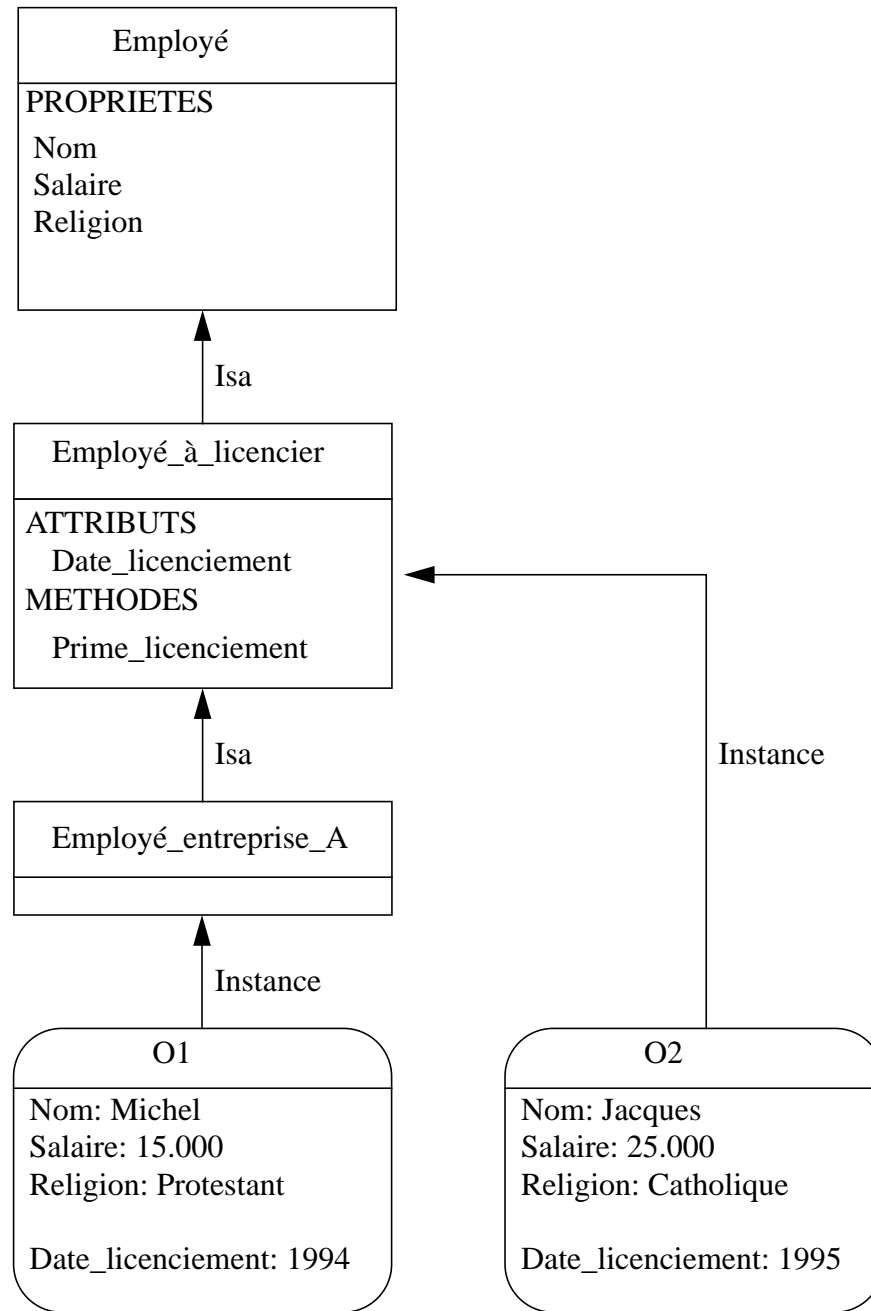 Employé
PROPRIETES
Nom
Salaire
Religion
Isa
Employé_à_licencier
ATTRIBUTS
Date_licenciement
METHODES
Prime_licenciement
Isa
Instance
Employé_entreprise_A
Instance
O1
Nom: Michel
Salaire: 15.000
Religion: Protestant
Date_licenciement: 1994
O2
Nom: Jacques
Salaire: 25.000
Religion: Catholique
Date_licenciement: 1995